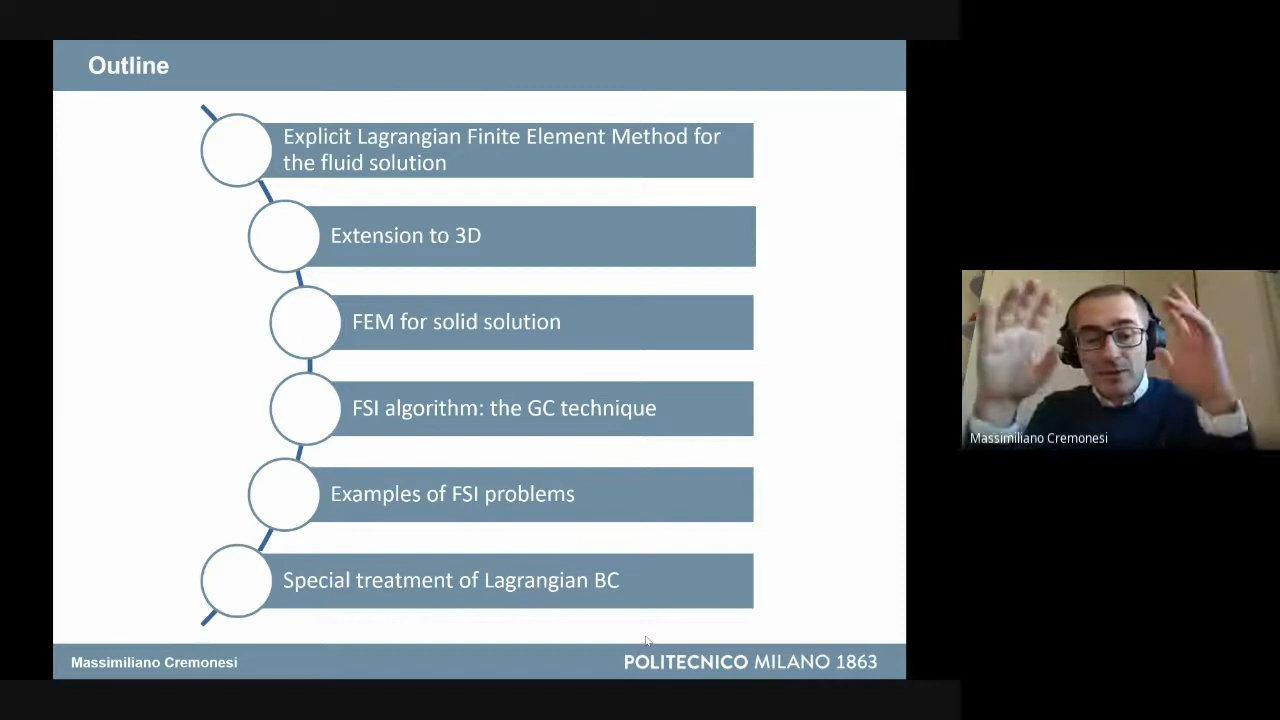 Outline
Explicit Lagrangian Finite Element Method for
the fluid solution
Extension to 3D
FEM for solid solution
FSI algorithm: the GC technique
Examples of FSI problems
Special treatment of Lagrangian BC
Massimiliano Cremonesi
POLITECNICO MILANO 1863
Massimiliano Cremonesi